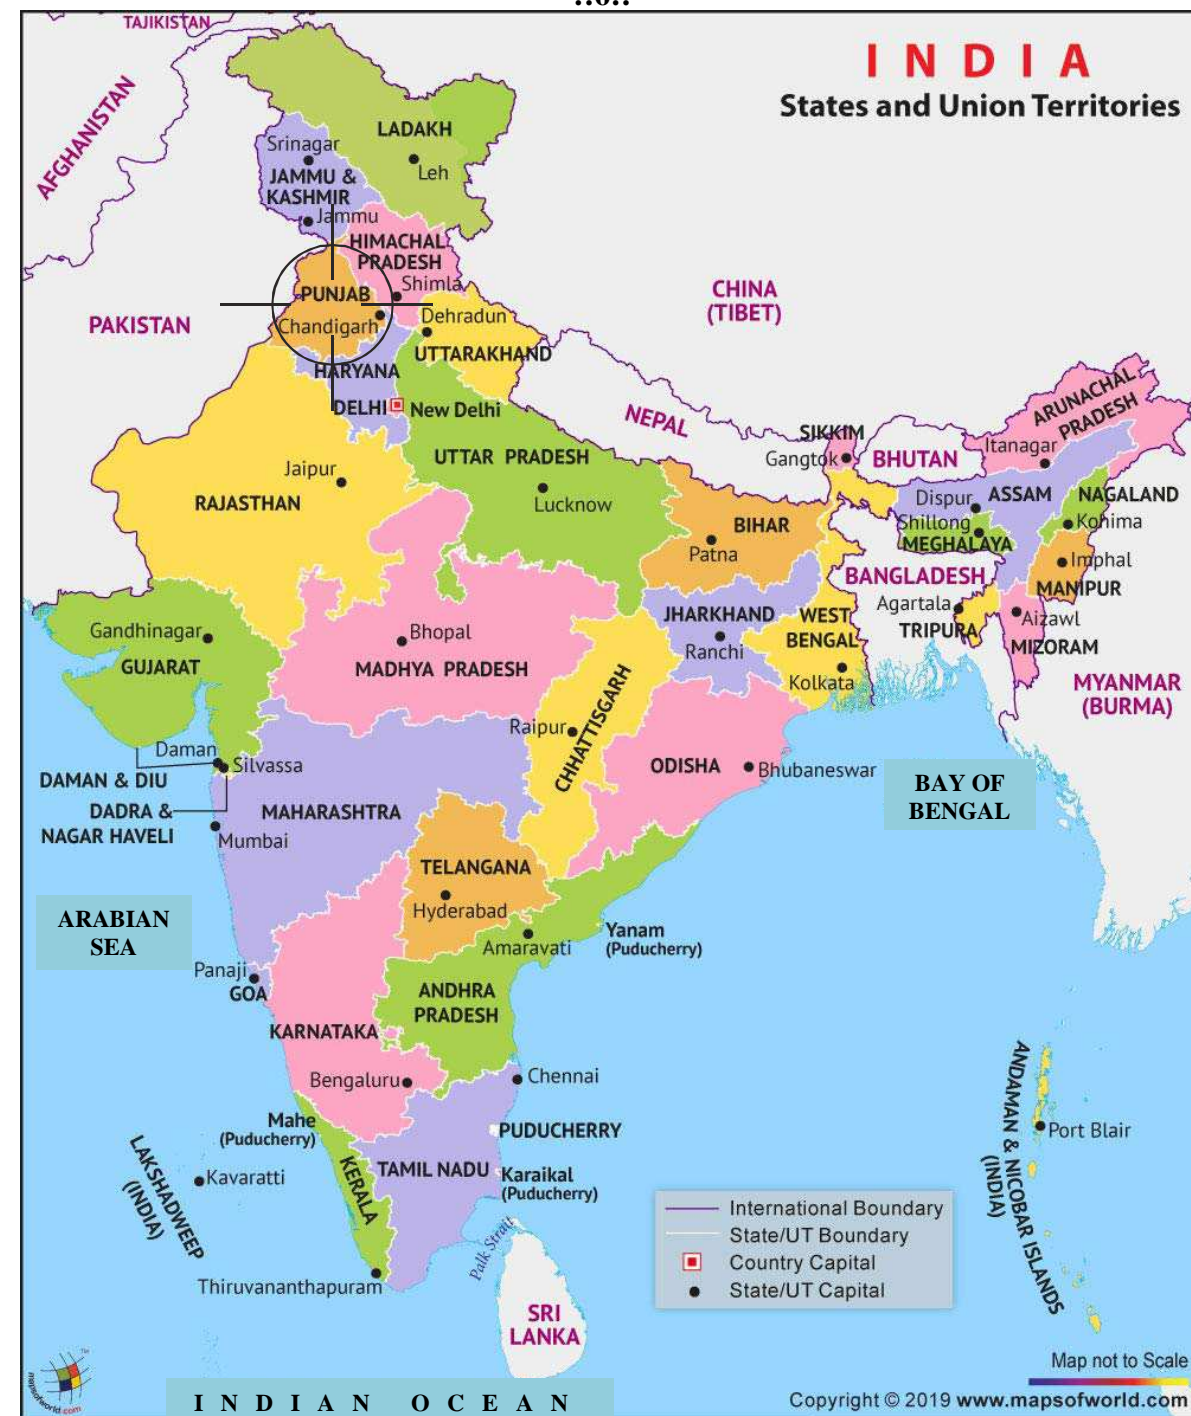 ..6..
TAJIKISTAN
I N D I A
States and Union Territories
AFGHANISTAN
LADAKH
Srinagar
Leh
JAMMU &
KASHMIR
Jammu
HIMACHAL
PRADESH
Shimla
PUNJAB
Chandigarh
CHINA
(TIBET)
PAKISTAN
Dehradun
UTTARAKHAND
HARYANA
DELHI
New Delhi
NEPAL
ARUNACHAL
PRADESH
SIKKIM
Gangtok
BHUTAN
Itanagar
UTTAR PRADESH
Jaipur
Lucknow
RAJASTHAN
BIHAR
Patna
Dispur
ASSAM
NAGALAND
Shillong
Kohima
MEGHALAYA
Imphal
BANGLADESH
MANIPUR
JHARKHAND
WEST
BENGAL
Agartala
Aizawl
TRIPURA
Gandhinagar
Bhopal
Ranchi
MIZORAM
GUJARAT
MADHYA PRADESH
Kolkata
MYANMAR
(BURMA)
CHHATTISGARH
Raipur
Daman
Silvassa
DAMAN & DIU
ODISHA
Bhubaneswar
BAY OF
BENGAL
DADRA &
NAGAR HAVELI
MAHARASHTRA
Mumbai
TELANGANA
Hyderabad
ARABIAN
SEA
Amaravati
Yanam
(Puducherry)
Panaji
GOA
ANDHRA
PRADESH
KARNATAKA
Bengaluru
Chennai
Mahe
(Puducherry)
PUDUCHERRY
ANDAMAN & NICOBAR ISLANDS
(INDIA)
Port Blair
LAKSHADWEEP
(INDIA)
Kavaratti
KERALA
TAMIL NADU
Karaikal
(Puducherry)
Palk Strait
Thiruvananthapuram
SRI
LANKA
International Boundary
State/UT Boundary
Country Capital
State/UT Capital
Map not to Scale
TM
mapsofworld.com
I N D I A N O C E A N
Copyright © 2019 www.mapsofworld.com